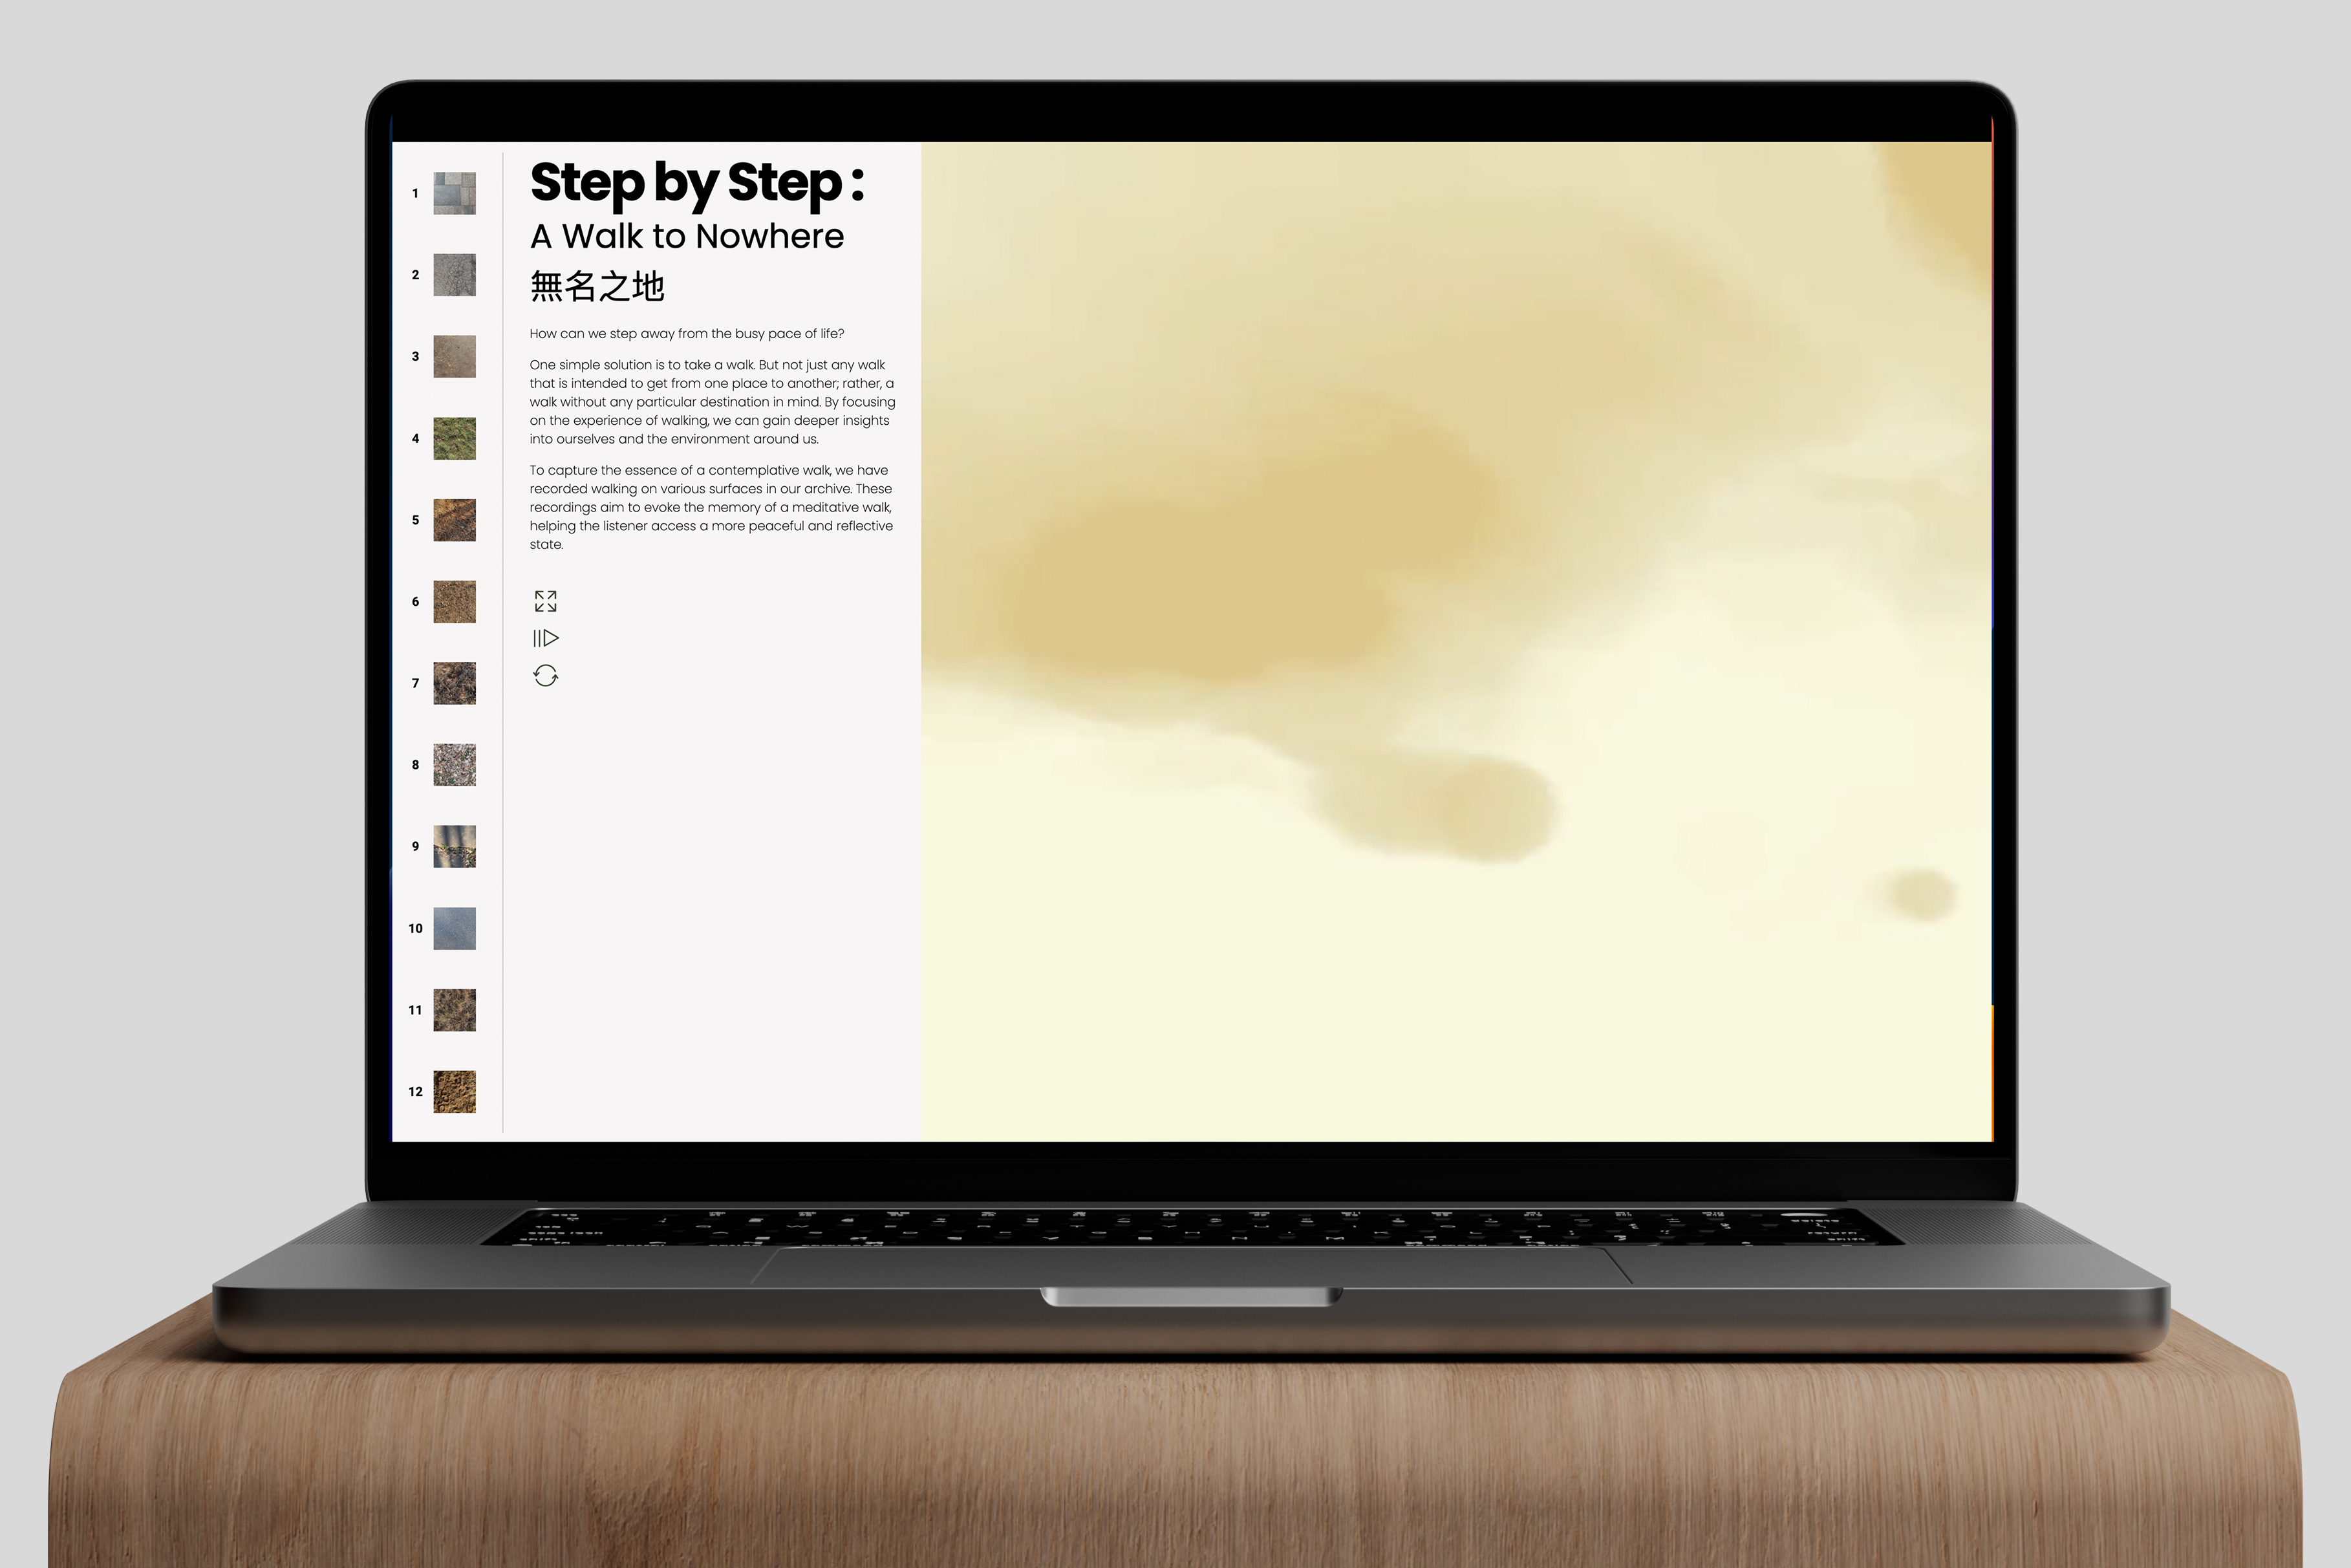 Step by Step :
A Walk to Nowhere
無名之地
How can we step away from the busy pace of life?
One simple solution is to take a walk. But not just any walk
that is intended to get from one place to another; rather, a
walk without any particular destination in mind. By focusing
on the experience of walking, we can gain deeper insights
into ourselves and the environment around us.
To capture the essence of a contemplative walk, we have
recorded walking on various surfaces in our archive. These
recordings aim to evoke the memory of a meditative walk,
helping the listener access a more peaceful and reflective
state.
1
2
3
4
5
6
7
8
9
10
11
12